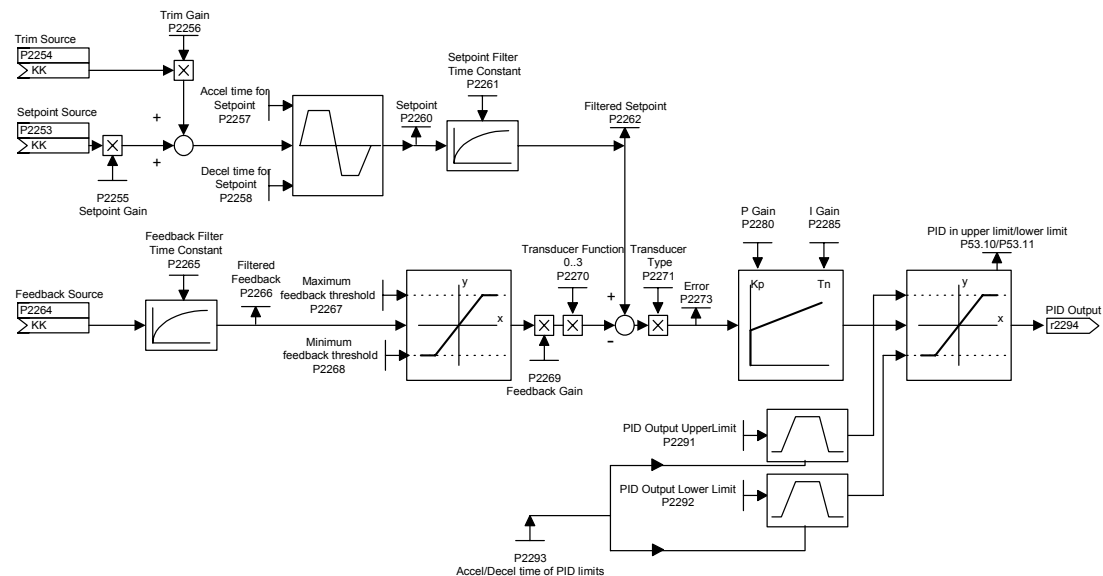 Trim Gain
P2256
Trim Source
P2254
KK
Setpoint Source
P2253
KK
+
+
P2255
Setpoint Gain
Accel time for
Setpoint
P2257
Decel time for
Setpoint
P2258
Setpoint
P2260
Setpoint Filter
Time Constant
P2261
Filtered Setpoint
P2262
Feedback Filter
Time Constant
P2265
Feedback Source
P2264
KK
Filtered
Feedback
P2266
Maximum
feedback threshold
P2267
Minimum
feedback threshold
P2268
y
x
P2269
Feedback Gain
Transducer Function
0..3
P2270
+
-
Transducer
Type
P2271
Error
P2273
P Gain
P2280
I Gain
P2285
Kp
Tn
PID in upper limit/lower limit
P53.10/P53.11
y
x
PID Output
r2294
PID Output UpperLimit
P2291
PID Output Lower Limit
P2292
P2293
Accel/Decel time of PID limits